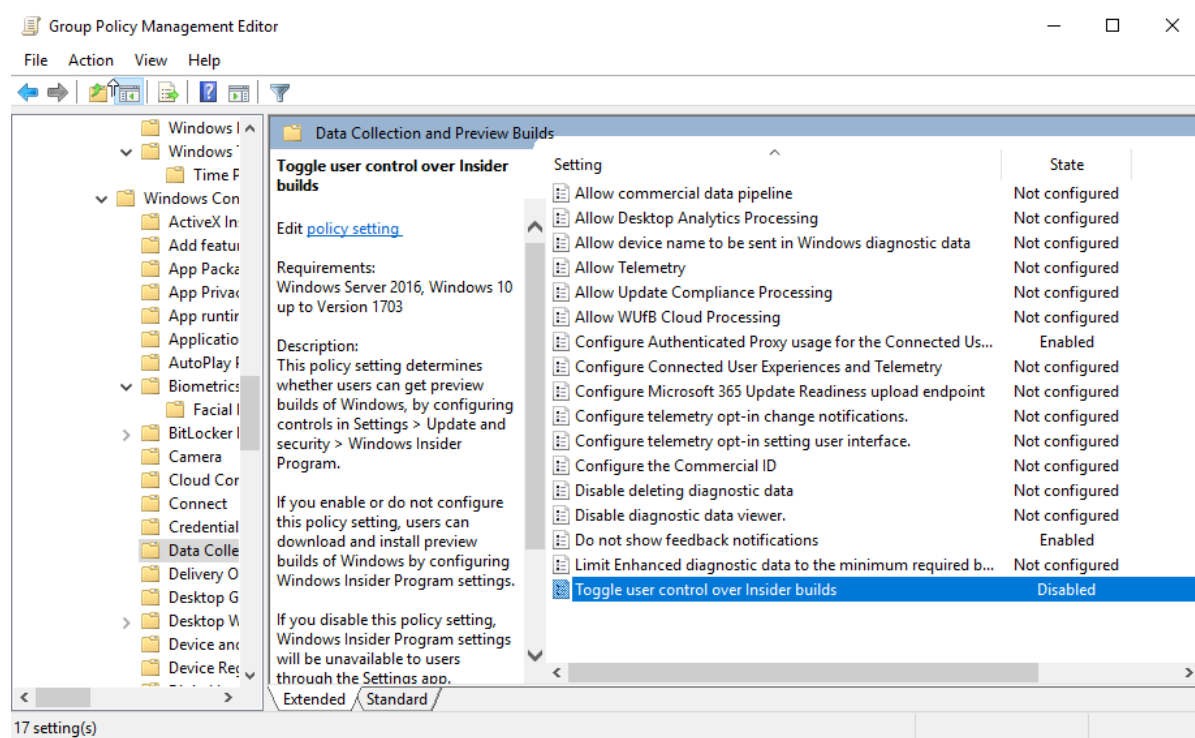 Group Policy Management Editor
File Action View Help
Windows
Windows
Time
Windows Con
ActiveX In
Add featu
App Packa
App Privac
App runtir
Applicatio
AutoPlay
Biometrics
Facial
BitLocker
Camera
Cloud Cor
Connect
Credential
Data Colle
Delivery O
Desktop G
Desktop W
Device and
Device Reg
Data Collection and Preview Builds
Toggle user control over Insider
builds
Edit policy setting
Requirements:
Windows Server 2016, Windows 10
up to Version 1703
Description:
This policy setting determines
whether users can get preview
builds of Windows, by configuring
controls in Settings > Update and
security > Windows Insider
Program.
If you enable or do not configure
this policy setting, users can
download and install preview
builds of Windows by configuring
Windows Insider Program settings.
If you disable this policy setting,
Windows Insider Program settings
will be unavailable to users
through the Settings app.
Setting State
Allow commercial data pipeline Not configured
Allow Desktop Analytics Processing Not configured
Allow device name to be sent in Windows diagnostic data Not configured
Allow Telemetry Not configured
Allow Update Compliance Processing Not configured
Allow WUfB Cloud Processing Not configured
Configure Authenticated Proxy usage for the Connected Us... Enabled
Configure Connected User Experiences and Telemetry Not configured
Configure Microsoft 365 Update Readiness upload endpoint Not configured
Configure telemetry opt-in change notifications. Not configured
Configure telemetry opt-in setting user interface. Not configured
Configure the Commercial ID Not configured
Disable deleting diagnostic data Not configured
Disable diagnostic data viewer. Not configured
Do not show feedback notifications Enabled
Limit Enhanced diagnostic data to the minimum required b... Not configured
Toggle user control over Insider builds Disabled
Extended Standard
17 setting(s)